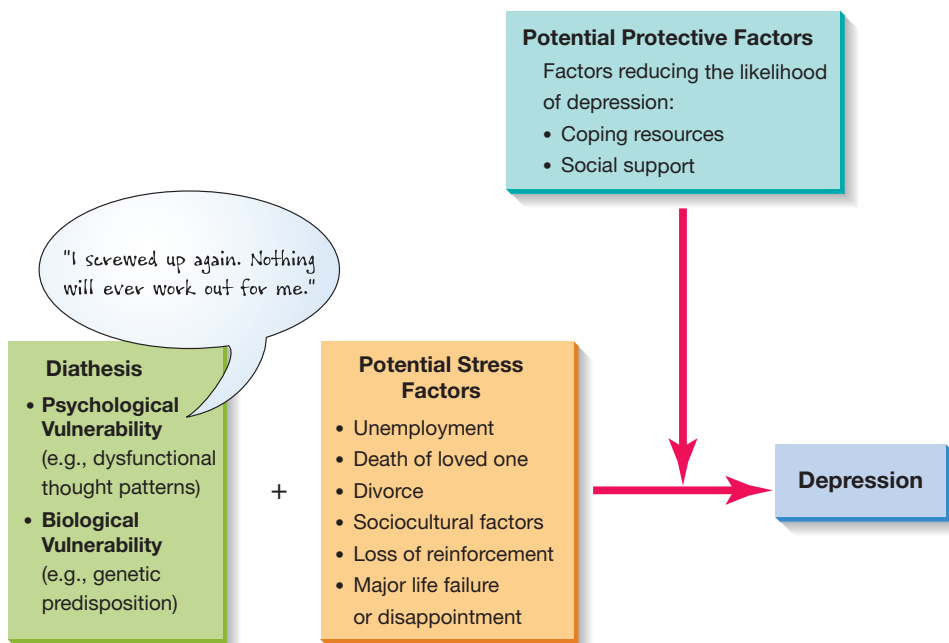 Potential Protective Factors
Factors reducing the likelihood
of depression:
• Coping resources
• Social support
"I screwed up again. Nothing
will ever work out for me."
Diathesis
• Psychological
Vulnerability
(e.g., dysfunctional
thought patterns)
• Biological
Vulnerability
(e.g., genetic
predisposition)
+
Potential Stress
Factors
• Unemployment
• Death of loved one
• Divorce
• Sociocultural factors
• Loss of reinforcement
• Major life failure
or disappointment
Depression